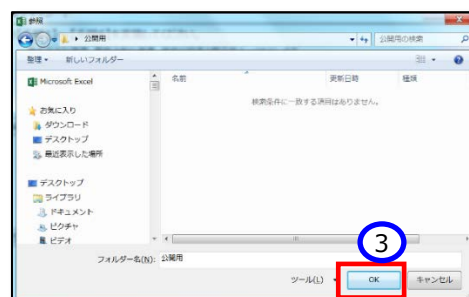 参照
公開用
公開用の検索
整理 新しいフォルダー
Microsoft Excel
名前 更新日時 種類
検索条件に一致する項目はありません。
お気に入り
ダウンロード
デスクトップ
最近表示した場所
デスクトップ
ライブラリ
ドキュメント
ピクチャ
ビデオ
3
フォルダー名(N): 公開用
ツール(L) OK キャンセル